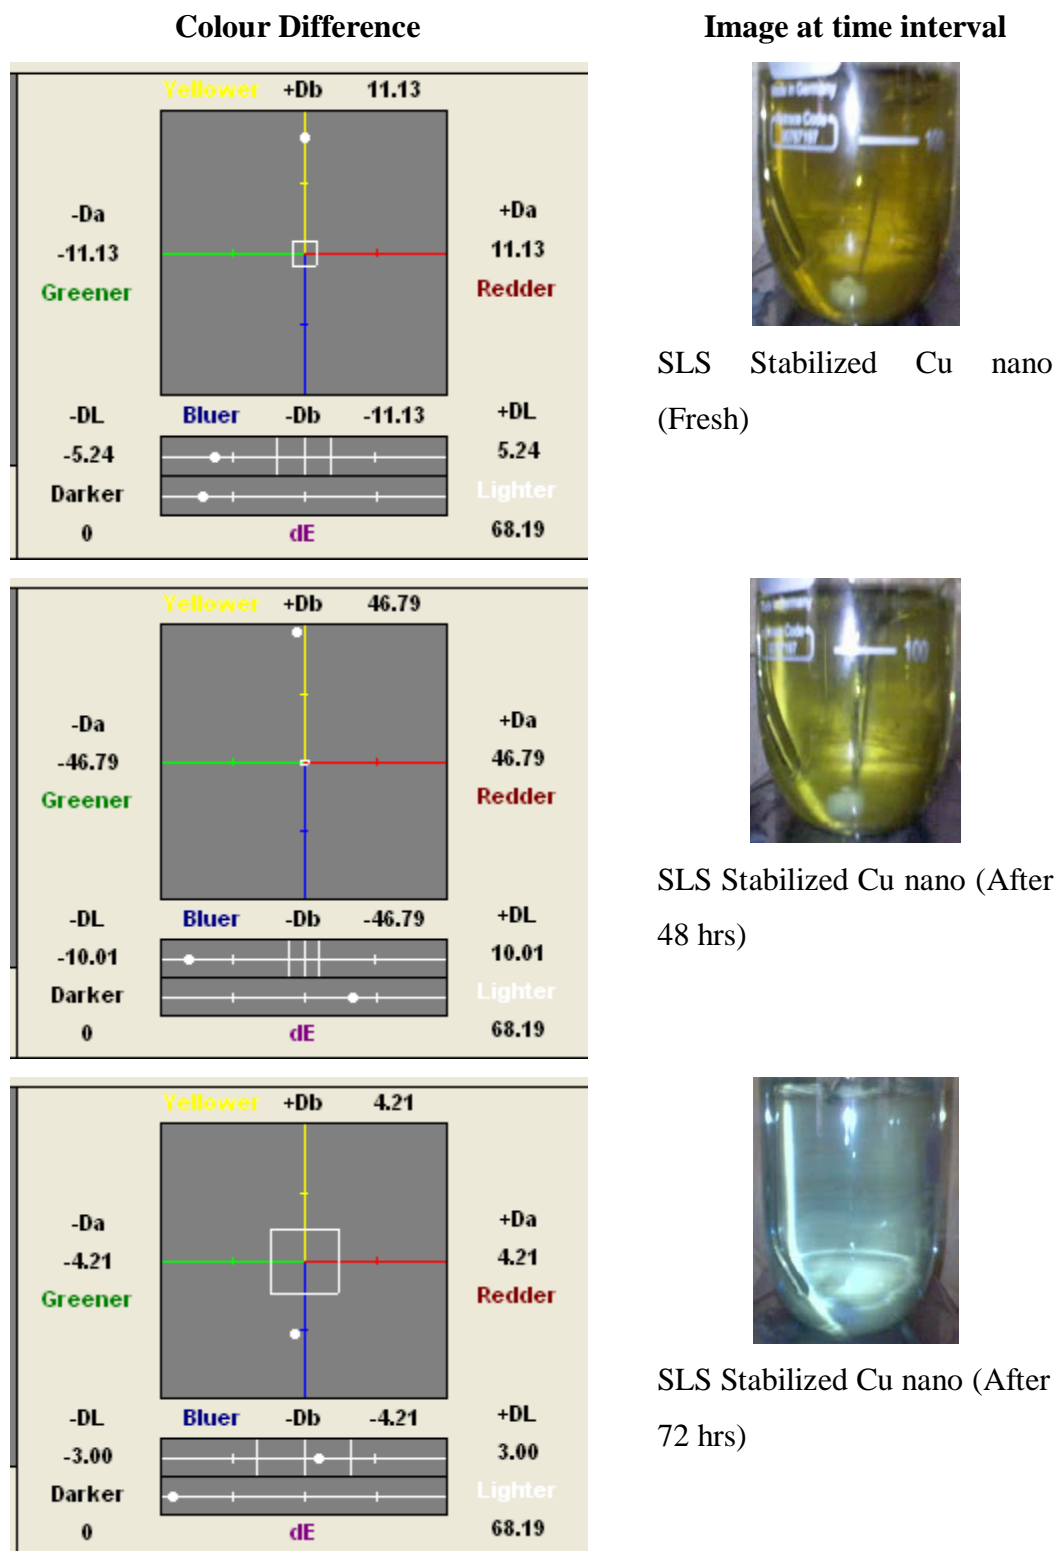 Colour Difference
Image at time interval
Yellower +Db 11.13
-Da
-11.13
Greener
+Da
11.13
Redder
-DL
-5.24
Darker
0
Bluer -Db -11.13
dE
+DL
5.24
Lighter
68.19
Made in Germany
100
SLS Stabilized Cu nano
(Fresh)
Yellower +Db 46.79
-Da
-46.79
Greener
+Da
46.79
Redder
-DL
-10.01
Darker
0
Bluer -Db -46.79
dE
+DL
10.01
Lighter
68.19
100
SLS Stabilized Cu nano (After
48 hrs)
Yellower +Db 4.21
-Da
-4.21
Greener
+Da
4.21
Redder
-DL
-3.00
Darker
0
Bluer -Db -4.21
dE
+DL
3.00
Lighter
68.19
SLS Stabilized Cu nano (After
72 hrs)